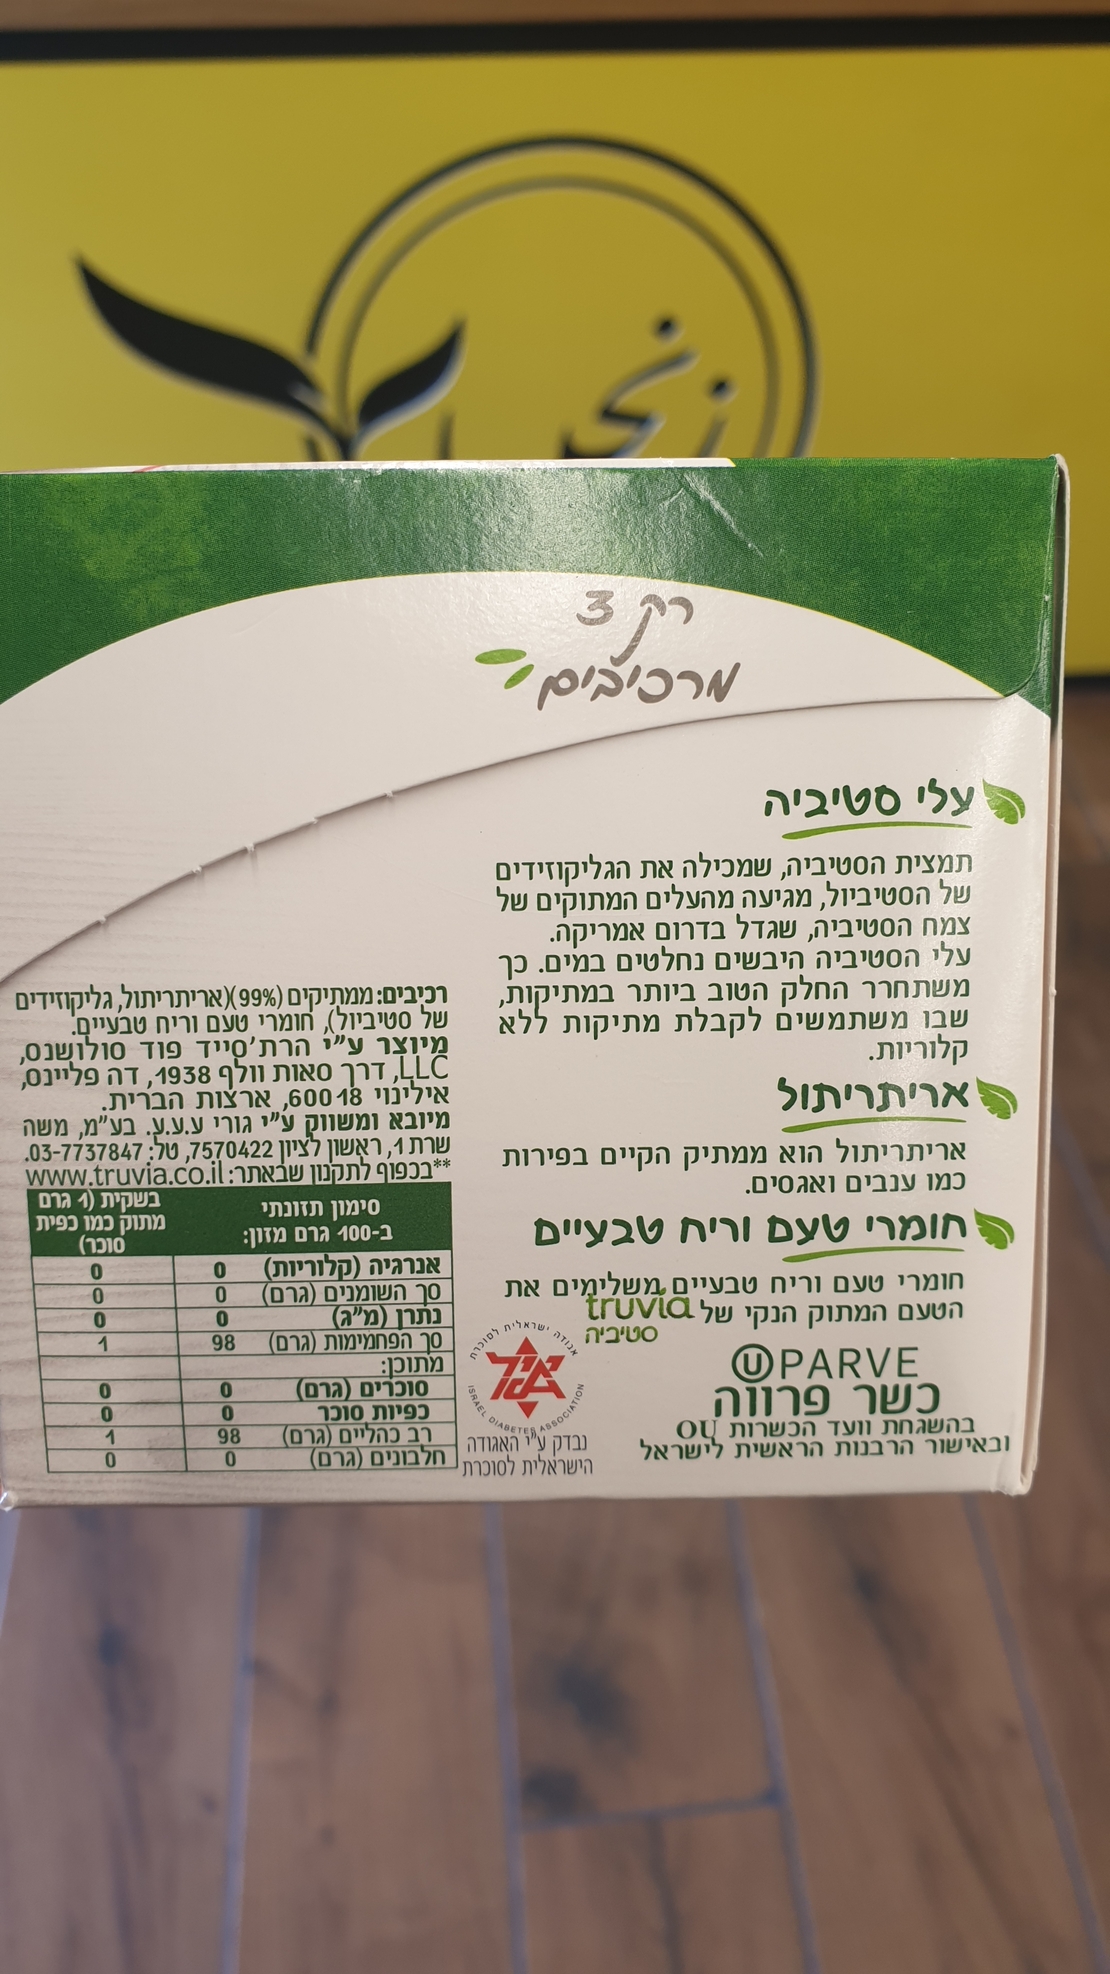 רק 3
מרכיבים
עלי סטיביה
תמצית הסטיביה, שמכילה את הגליקוזידים
של הסטיביול, מגיעה מהעלים המתוקים של
צמח הסטיביה, שגדל בדרום אמריקה.
עלי הסטיביה היבשים נחלטים במים. כך
משתחרר החלק הטוב ביותר במתיקות,
שבו משתמשים לקבלת מתיקות ללא
קלוריות.
אריתריתול
אריתריתול הוא ממתיק הקיים בפירות
כמו ענבים ואגסים.
חומרי טעם וריח טבעיים
חומרי טעם וריח טבעיים משלימים את
הטעם המתוק הנקי של truvia
סטיביה
ⓊPARVE
כשר פרווה
בהשגחת וועד הכשרות OU
ובאישור הרבנות הראשית לישראל
אגודה ישראלית לסוכרת
ISRAEL DIABETES ASSOCIATION
נבדק ע"י האגודה
הישראלית לסוכרת
רכיבים: ממתיקים (99%)(אריתריתול, גליקוזידים
של סטיביול), חומרי טעם וריח טבעיים.
מיוצר ע"י הרת'סייד פוד סולושנס,
LLC, דרך סאות וולף 1938, דה פליינס,
אילינוי 60018, ארצות הברית.
מיובא ומשווק ע"י גורי ע.ע.ע. בע"מ, משה
שרת 1, ראשון לציון 7570422, טל: 03-7737847.
**בכפוף לתקנון שבאתר: www.truvia.co.il
סימון תזונתי
ב-100 גרם מזון:
בשקית (1 גרם
מתוק כמו כפית
סוכר)
אנרגיה (קלוריות) 0 0
סך השומנים (גרם) 0 0
נתרן (מ"ג) 0 0
סך הפחמימות (גרם) 98 1
מתוכן:
סוכרים (גרם) 0 0
כפיות סוכר 0 0
רב כהליים (גרם) 98 1
חלבונים (גרם) 0 0